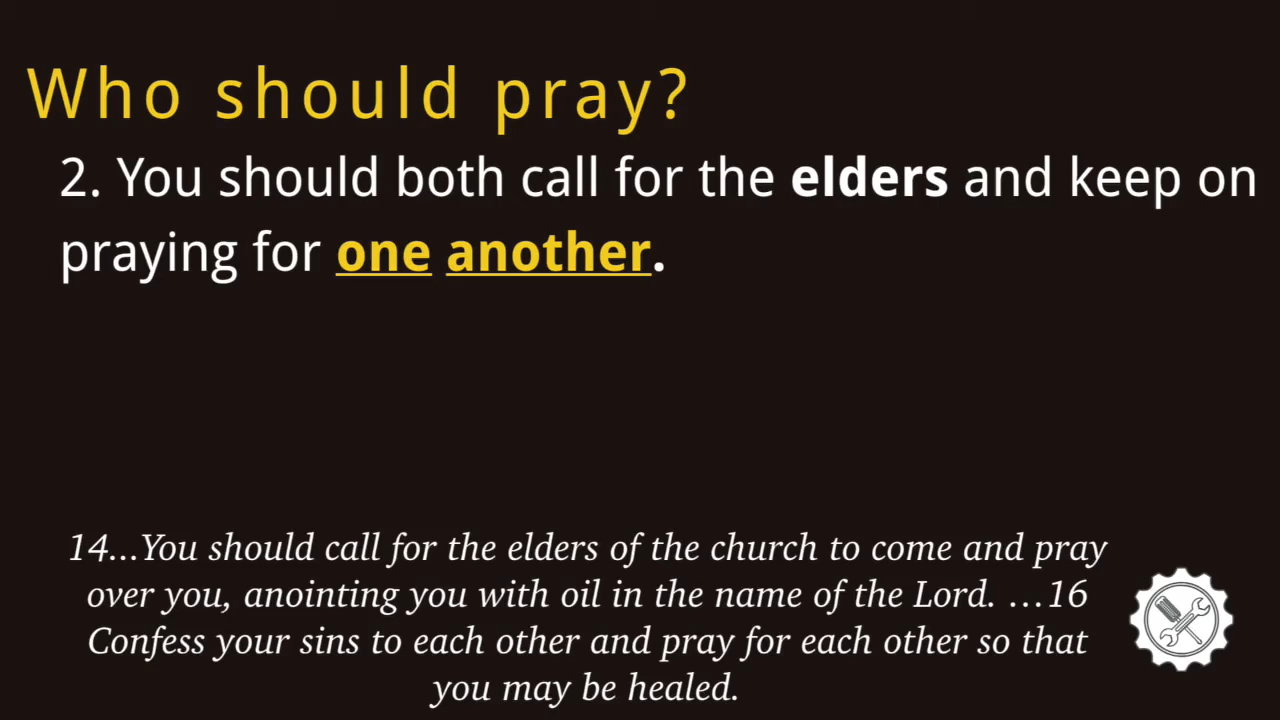 Who should pray?
2. You should both call for the elders and keep on
praying for one another.
14...You should call for the elders of the church to come and pray
over you, anointing you with oil in the name of the Lord. ...16
Confess your sins to each other and pray for each other so that
you may be healed.